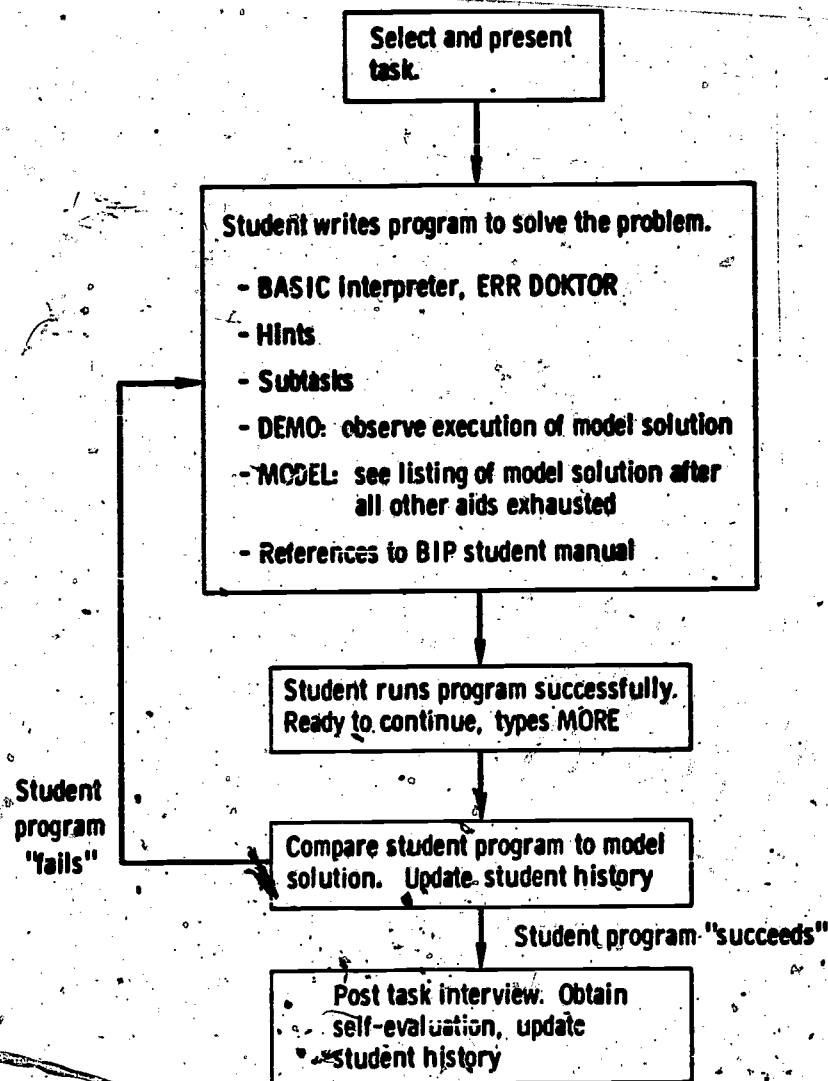 Select and present
task.
Student writes program to solve the problem.
- BASIC interpreter, ERR DOKTOR
- Hints
- Subtasks
- DEMO: observe execution of model solution
- MODEL: see listing of model solution after
all other aids exhausted
- References to BIP student manual
Student runs program successfully.
Ready to continue, types MORE
Student
program
"fails"
Compare student program to model
solution. Update student history
Student program "succeeds"
Post task interview. Obtain
self-evaluation, update
student history